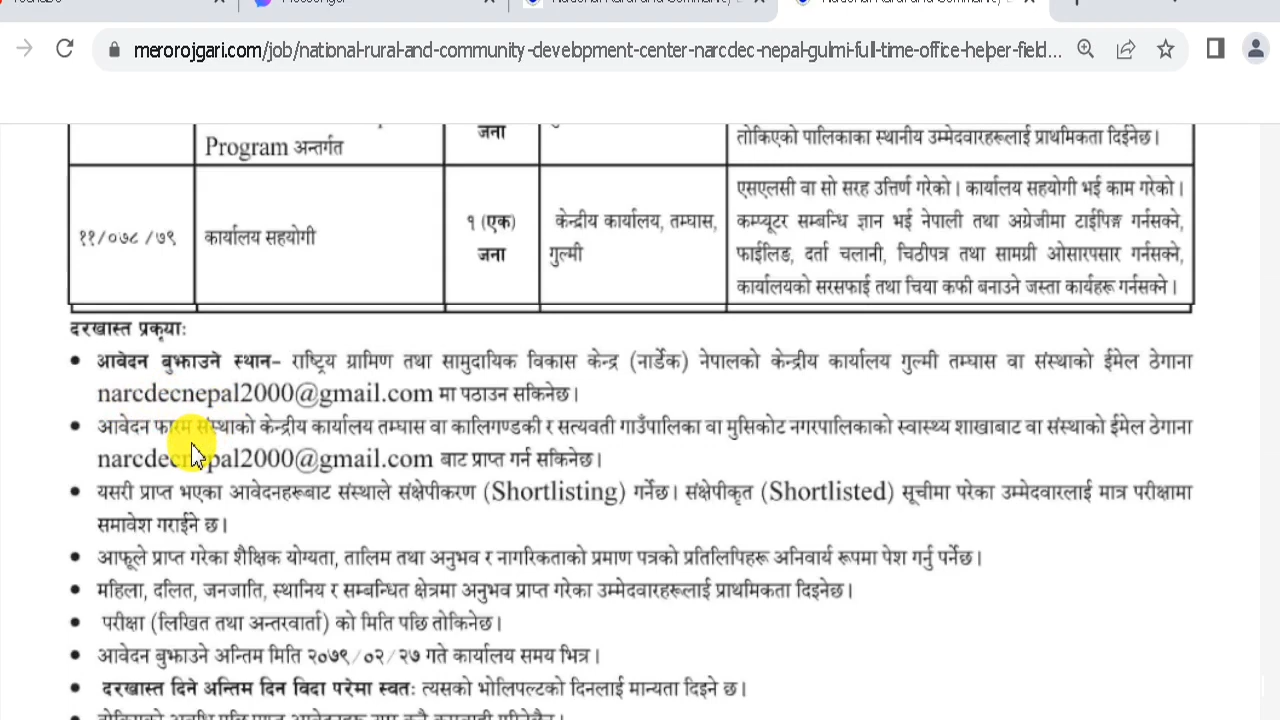 merorojgari.com/job/national-rural-and-community-development-center-narcdec-nepal-gulmi-full-time-office-helper-field...
Program अन्तर्गत
जना
तोकिएको पालिकाका स्थानीय उम्मेदवारहरूलाई प्राथमिकता दिईनेछ।
११/०७८/७९
कार्यालय सहयोगी
१ (एक)
जना
केन्द्रीय कार्यालय, तम्घास,
गुल्मी
एसएलसी वा सो सरह उत्तिर्ण गरेको। कार्यालय सहयोगी भई काम गरेको।
कम्प्यूटर सम्बन्धि ज्ञान भई नेपाली तथा अग्रेजीमा टाईपिङ्ग गर्नसक्ने,
फाईलिङ, दर्ता चलानी, चिठीपत्र तथा सामग्री ओसारपसार गर्नसक्ने,
कार्यालयको सरसफाई तथा चिया कफी बनाउने जस्ता कार्यहरू गर्नसक्ने।
दरखास्त प्रकृयाः
• आवेदन बुझाउने स्थान– राष्ट्रिय ग्रामिण तथा सामुदायिक विकास केन्द्र (नार्डेक) नेपालको केन्द्रीय कार्यालय गुल्मी तम्घास वा संस्थाको ईमेल ठेगाना
narcdecnepal2000@gmail.com मा पठाउन सकिनेछ।
• आवेदन फारम संस्थाको केन्द्रीय कार्यालय तम्घास वा कालिगण्डकी र सत्यवती गाउँपालिका वा मुसिकोट नगरपालिकाको स्वास्थ्य शाखाबाट वा संस्थाको ईमेल ठेगाना
narcdecnepal2000@gmail.com बाट प्राप्त गर्न सकिनेछ।
• यसरी प्राप्त भएका आवेदनहरूबाट संस्थाले संक्षेपीकरण (Shortlisting) गर्नेछ। संक्षेपीकृत (Shortlisted) सूचीमा परेका उम्मेदवारलाई मात्र परीक्षामा
समावेश गराईने छ।
• आफूले प्राप्त गरेका शैक्षिक योग्यता, तालिम तथा अनुभव र नागरिकताको प्रमाण पत्रको प्रतिलिपिहरू अनिवार्य रूपमा पेश गर्नु पर्नेछ।
• महिला, दलित, जनजाति, स्थानिय र सम्बन्धित क्षेत्रमा अनुभव प्राप्त गरेका उम्मेदवारहरूलाई प्राथमिकता दिइनेछ।
• परीक्षा (लिखित तथा अन्तरवार्ता) को मिति पछि तोकिनेछ।
• आवेदन बुझाउने अन्तिम मिति २०७९/०२/२७ गते कार्यालय समय भित्र।
• दरखास्त दिने अन्तिम दिन विदा परेमा स्वतः त्यसको भोलिपल्टको दिनलाई मान्यता दिइने छ।